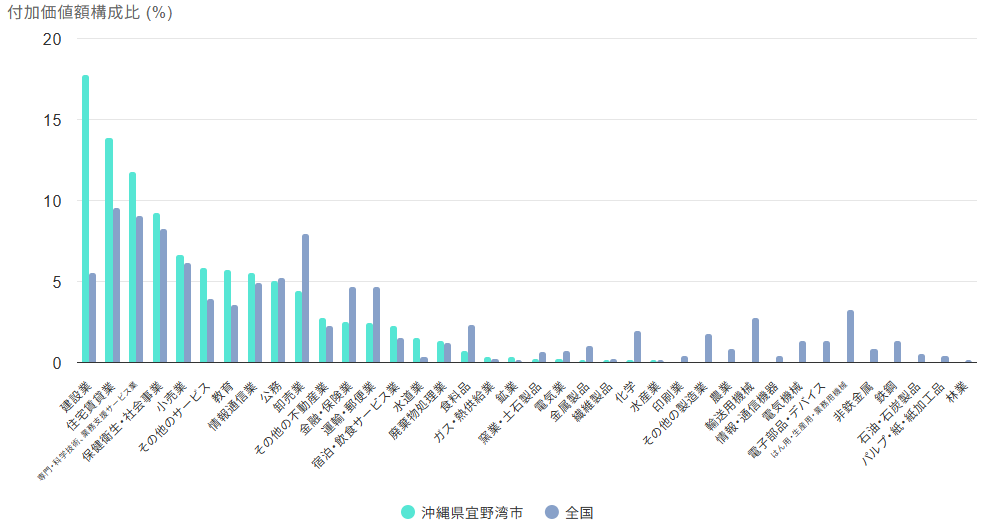 付加価値額構成比 (%)
20
15
10
5
0
建設業
住宅賃貸業
専門・科学技術、業務支援サービス業
保健衛生・社会事業
小売業
その他のサービス
教育
情報通信業
公務
卸売業
その他の不動産業
金融・保険業
運輸・郵便業
宿泊・飲食サービス業
水道業
廃棄物処理業
食料品
ガス・熱供給業
鉱業
窯業・土石製品
電気業
金属製品
繊維製品
化学
水産業
印刷業
その他の製造業
農業
輸送用機械
情報・通信機器
電気機械
電子部品・デバイス
はん用・生産用・業務用機械
非鉄金属
鉄鋼
石油・石炭製品
パルプ・紙・紙加工品
林業
沖縄県宜野湾市
全国